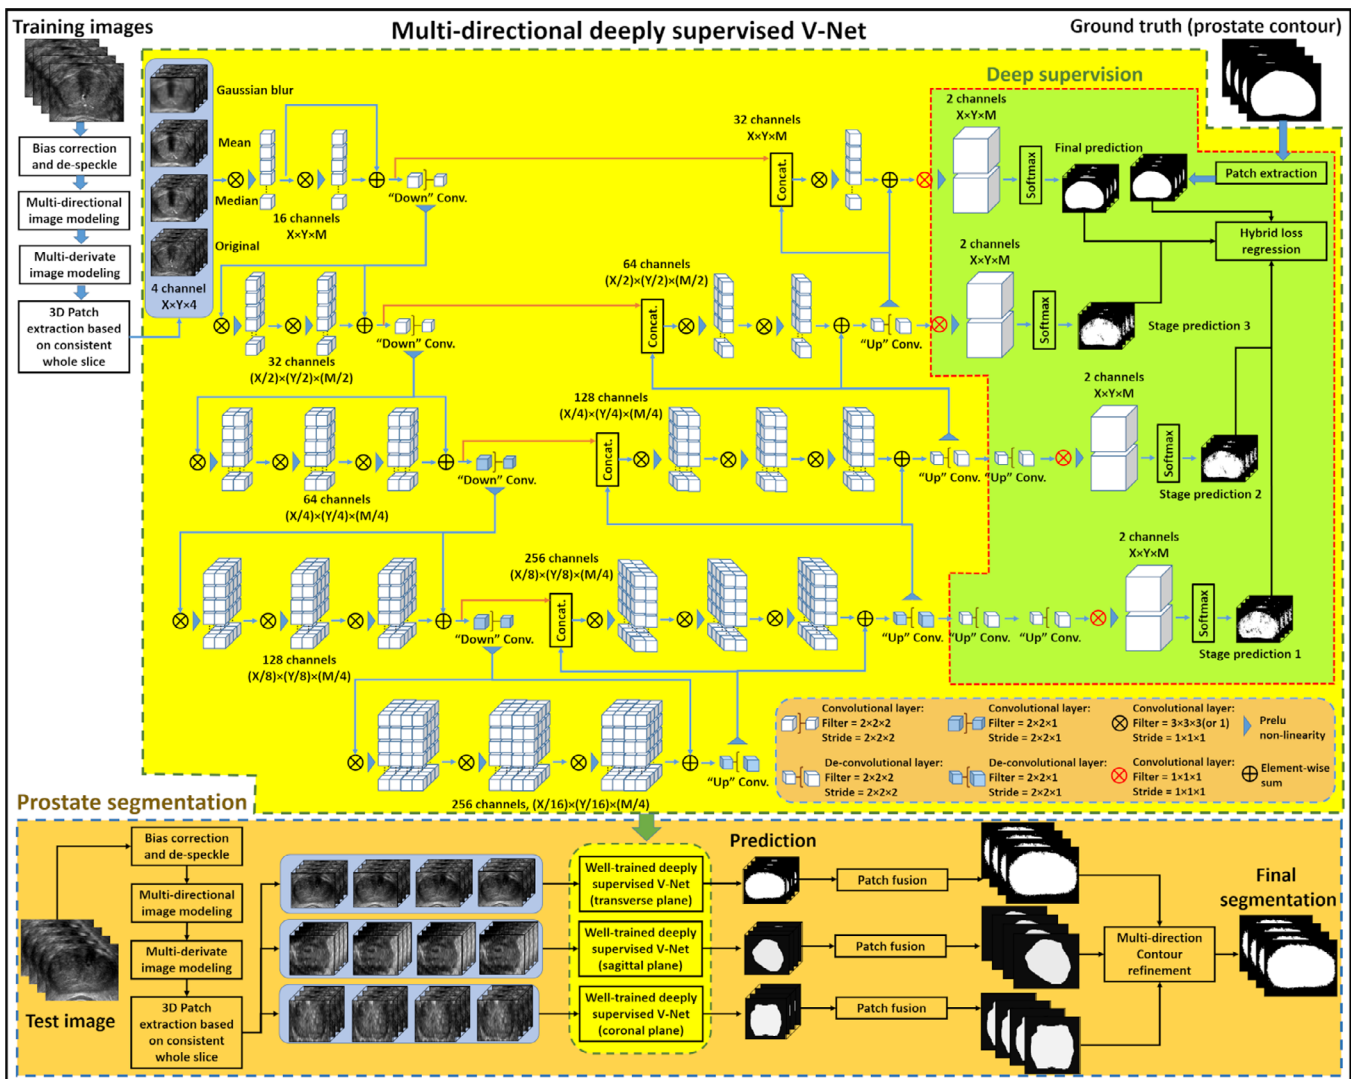 Training images
Multi-directional deeply supervised V-Net
Ground truth (prostate contour)
Bias correction
and de-speckle
Multi-directional
image modeling
Multi-derivate
image modeling
3D Patch
extraction based
on consistent
whole slice
Gaussian blur
Mean
Median
Original
4 channel
X×Y×4
16 channels
X×Y×M
"Down" Conv.
32 channels
X×Y×M
Concat.
Deep supervision
2 channels
X×Y×M
Softmax
Final prediction
Patch extraction
Hybrid loss
regression
32 channels
(X/2)×(Y/2)×(M/2)
"Down" Conv.
64 channels
(X/2)×(Y/2)×(M/2)
Concat.
"Up" Conv.
2 channels
X×Y×M
Softmax
Stage prediction 3
64 channels
(X/4)×(Y/4)×(M/4)
"Down" Conv.
128 channels
(X/4)×(Y/4)×(M/4)
Concat.
"Up" Conv.
"Up" Conv.
2 channels
X×Y×M
Softmax
Stage prediction 2
128 channels
(X/8)×(Y/8)×(M/4)
"Down" Conv.
256 channels
(X/8)×(Y/8)×(M/4)
Concat.
"Up" Conv.
"Up" Conv.
"Up" Conv.
2 channels
X×Y×M
Softmax
Stage prediction 1
256 channels, (X/16)×(Y/16)×(M/4)
"Up" Conv.
Convolutional layer:
Filter = 2×2×2
Stride = 2×2×2
Convolutional layer:
Filter = 2×2×1
Stride = 2×2×1
Convolutional layer:
Filter = 3×3×3(or 1)
Stride = 1×1×1
Prelu
non-linearity
De-convolutional layer:
Filter = 2×2×2
Stride = 2×2×2
De-convolutional layer:
Filter = 2×2×1
Stride = 2×2×1
Convolutional layer:
Filter = 1×1×1
Stride = 1×1×1
Element-wise
sum
Prostate segmentation
Test image
Bias correction
and de-speckle
Multi-directional
image modeling
Multi-derivate
image modeling
3D Patch
extraction based
on consistent
whole slice
Well-trained deeply
supervised V-Net
(transverse plane)
Well-trained deeply
supervised V-Net
(sagittal plane)
Well-trained deeply
supervised V-Net
(coronal plane)
Prediction
Patch fusion
Patch fusion
Patch fusion
Multi-direction
Contour
refinement
Final
segmentation